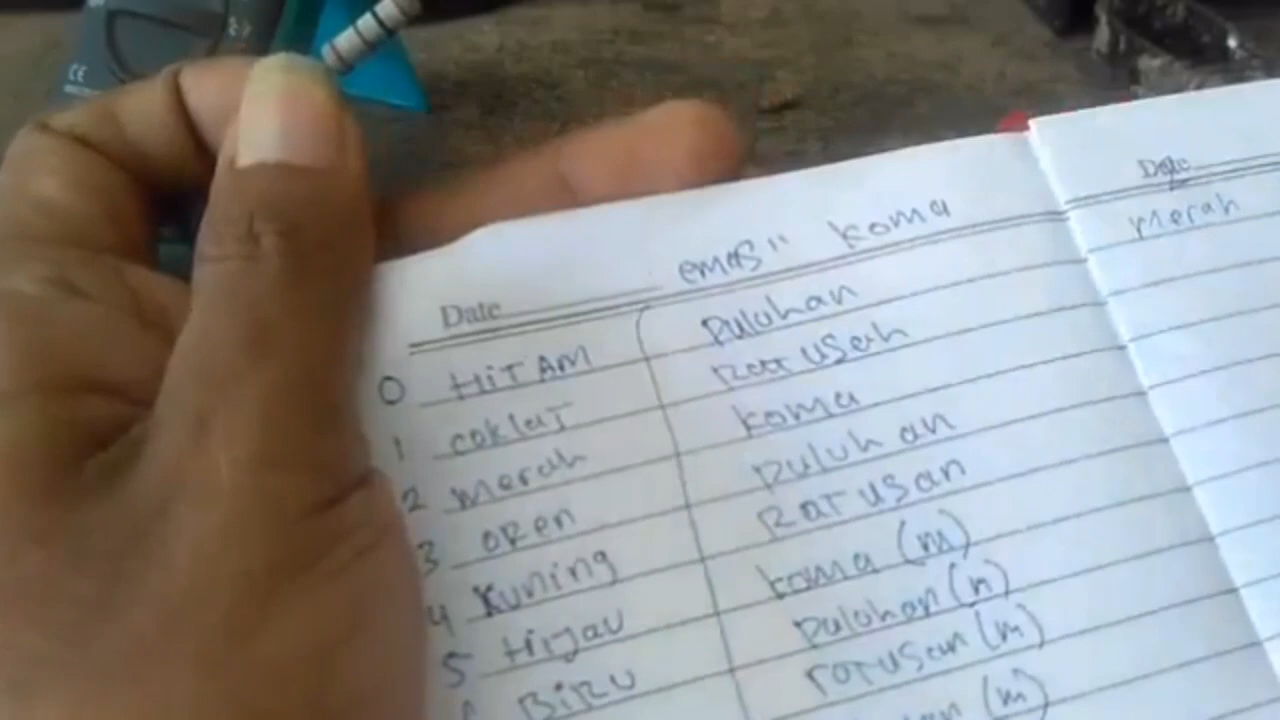 CE
emas" koma
Date
0 HITAM puluhan
1 coklat Ratusan
2 merah koma
3 oren puluhan
4 Kuning Ratusan
5 Hijau koma (m)
BIRU puluhan (m)
ratusan (m)
(m)
Date
merah